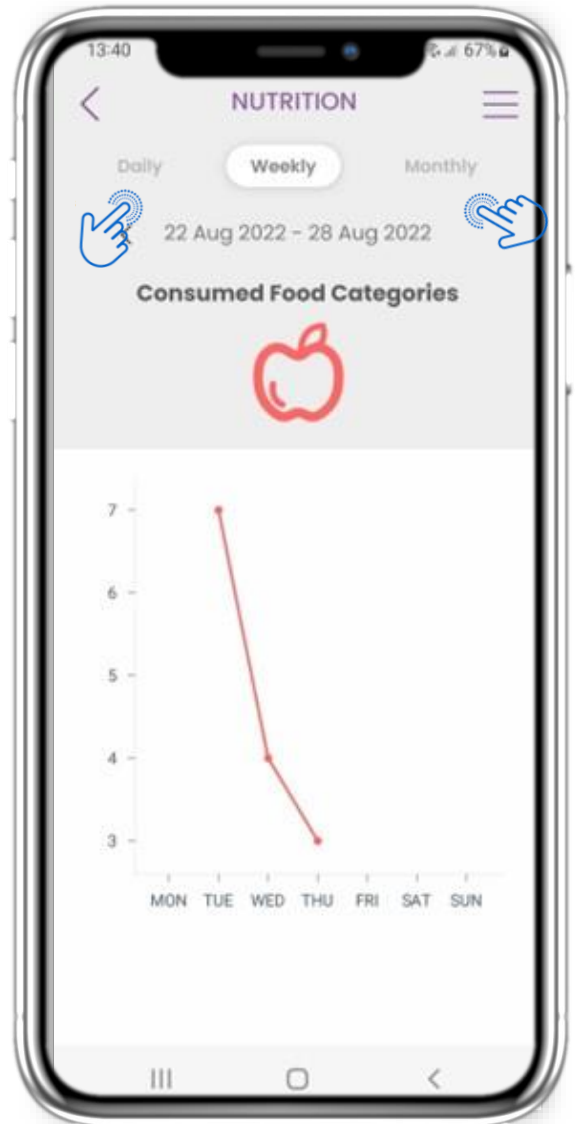 13:40 67%
NUTRITION
Daily Weekly Monthly
22 Aug 2022 - 28 Aug 2022
Consumed Food Categories
7
6
5
4
3
MON TUE WED THU FRI SAT SUN